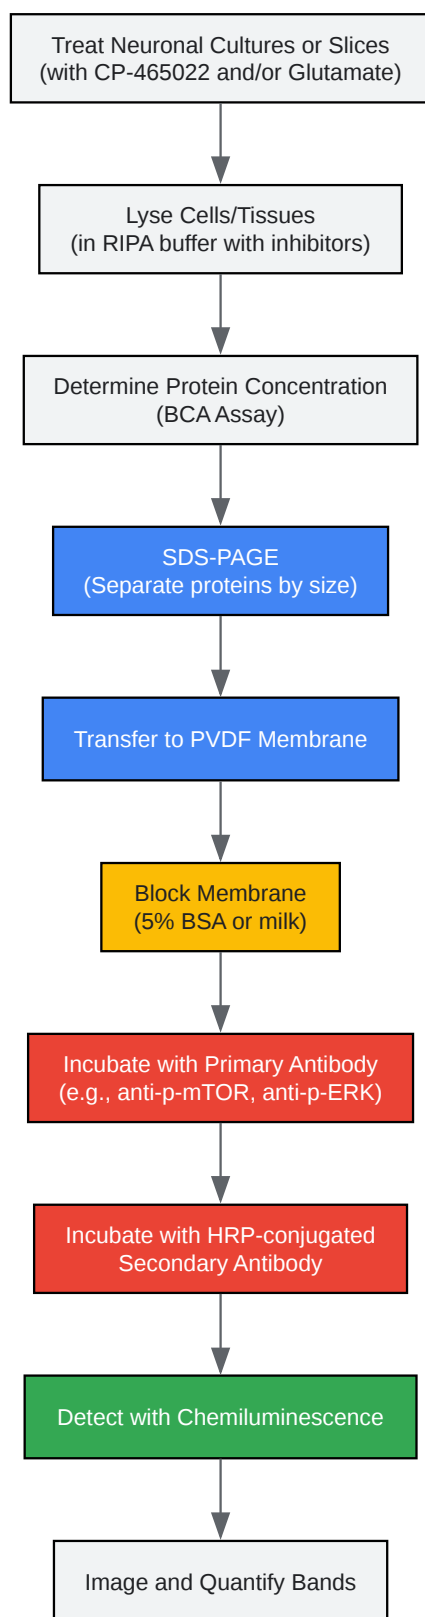 Treat Neuronal Cultures or Slices
(with CP-465022 and/or Glutamate)
Lyse Cells/Tissues
(in RIPA buffer with inhibitors)
Determine Protein Concentration
(BCA Assay)
SDS-PAGE
(Separate proteins by size)
Transfer to PVDF Membrane
Block Membrane
(5% BSA or milk)
Incubate with Primary Antibody
(e.g., anti-p-mTOR, anti-p-ERK)
Incubate with HRP-conjugated
Secondary Antibody
Detect with Chemiluminescence
Image and Quantify Bands